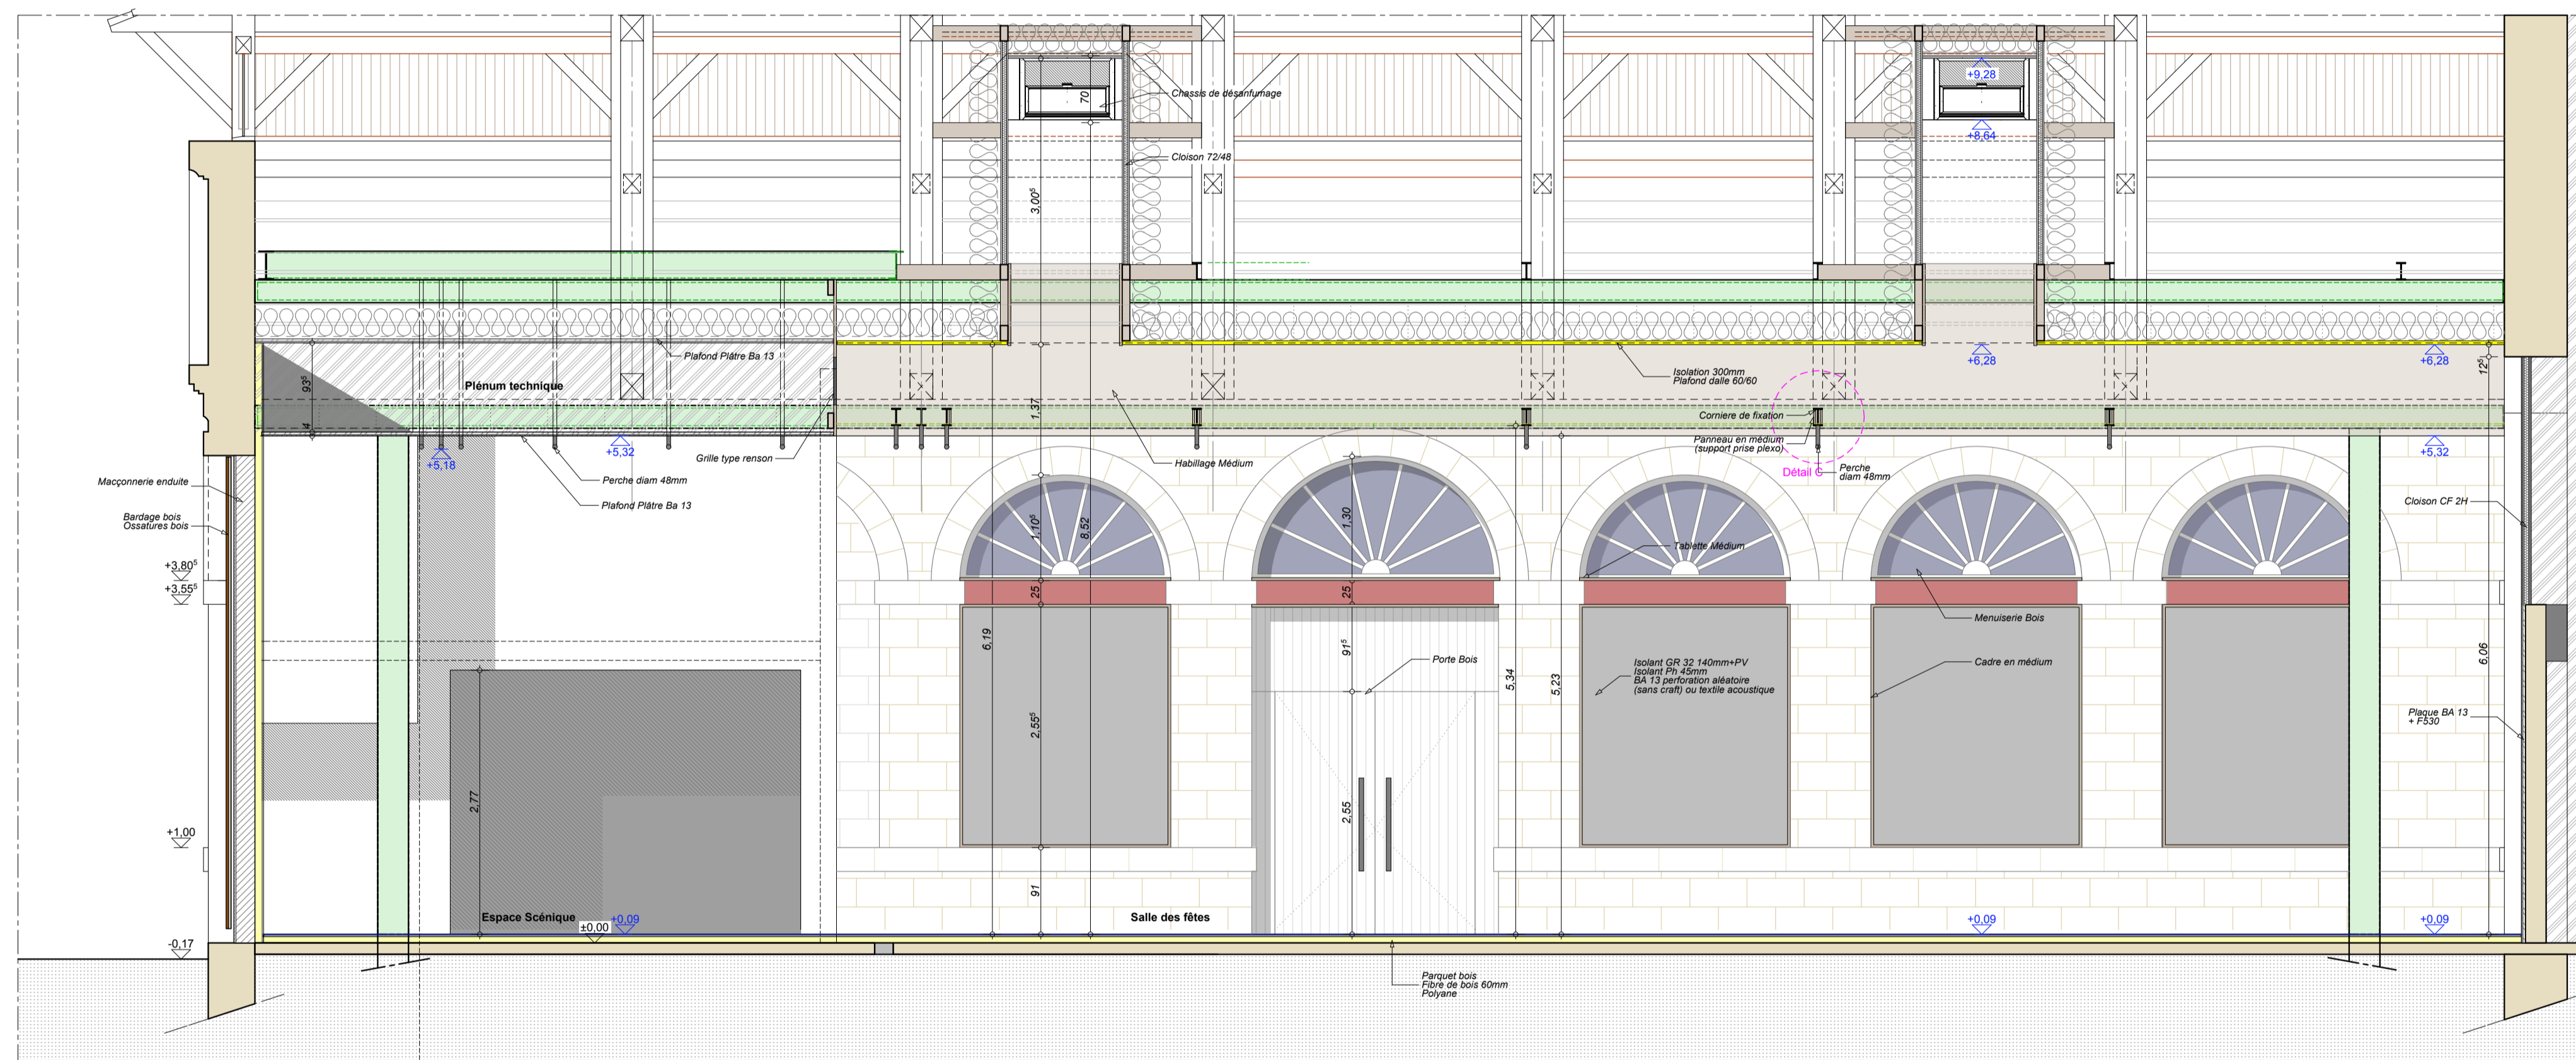 +9,28
70
Chassis de désanfumage
+8,64
Cloison 72/48
3,00⁵
Plafond Plâtre Ba 13
+6,28
+6,28
12⁵
Isolation 300mm
Plafond dalle 60/60
93⁵
Plénum technique
1,37
Corniere de fixation
4
+5,18
+5,32
Grille type renson
Habillage Médium
Panneau en médium
(support prise plexo)
Détail C
Perche
diam 48mm
+5,32
Macçonnerie enduite
Perche diam 48mm
Plafond Plâtre Ba 13
Bardage bois
Ossatures bois
Cloison CF 2H
1,10⁵
8,52
1,30
Tablette Médium
+3,80⁵
+3,55⁵
25
25
Menuiserie Bois
6,19
91⁵
Porte Bois
Isolant GR 32 140mm+PV
Isolant Ph 45mm
BA 13 perforation aléatoire
(sans craft) ou textile acoustique
Cadre en médium
5,34
5,23
6,06
2,55⁵
Plaque BA 13
+ F530
2,77
2,55
+1,00
91
Espace Scénique
+0,09
±0,00
Salle des fêtes
+0,09
+0,09
-0,17
Parquet bois
Fibre de bois 60mm
Polyane